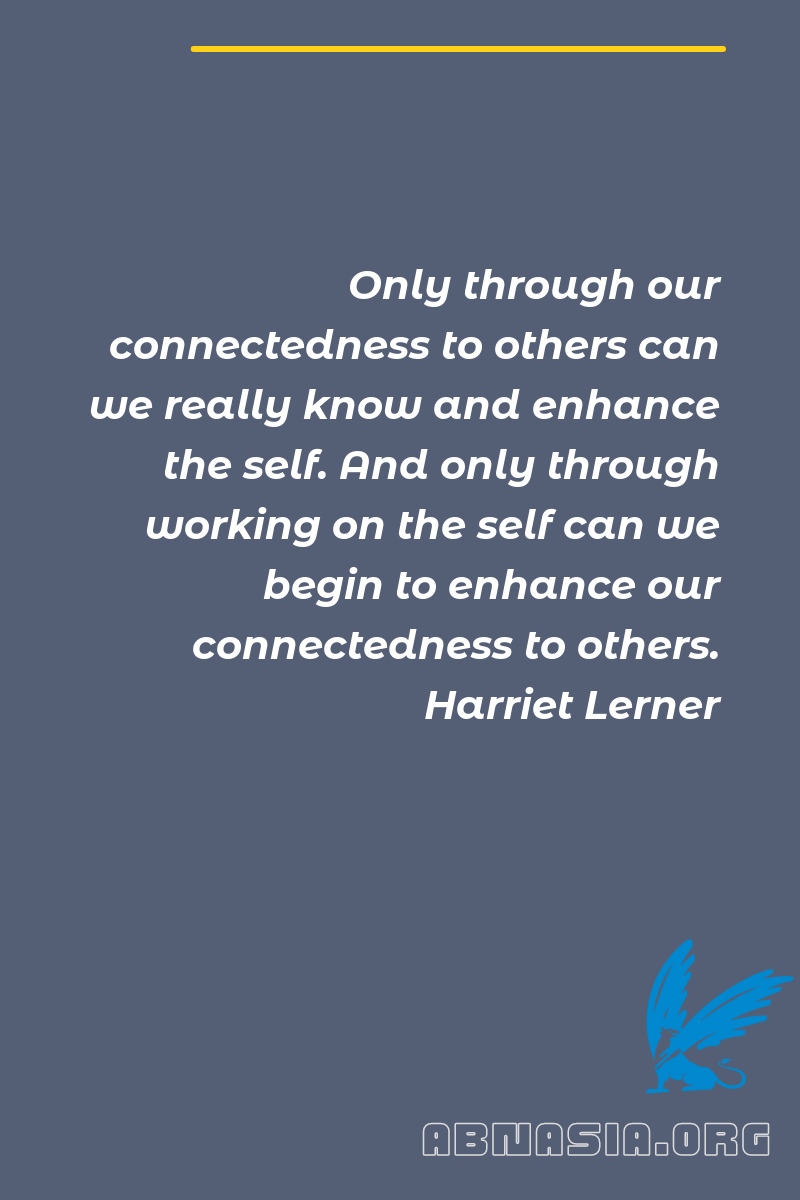 Only through our
connectedness to others can
we really know and enhance
the self. And only through
working on the self can we
begin to enhance our
connectedness to others.
Harriet Lerner
ABNASIA.ORG